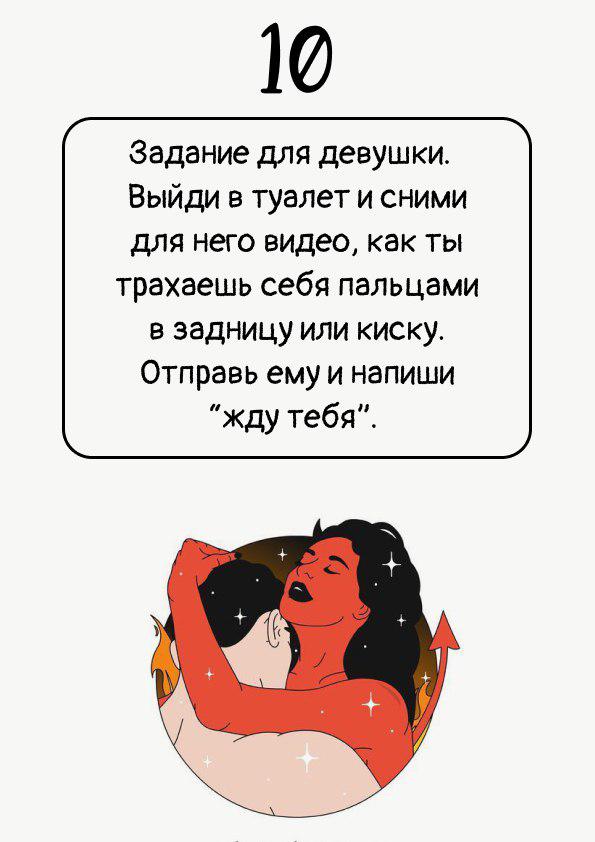 10
Задание для девушки.
Выйди в туалет и сними
для него видео, как ты
трахаешь себя пальцами
в задницу или киску.
Отправь ему и напиши
“жду тебя”.